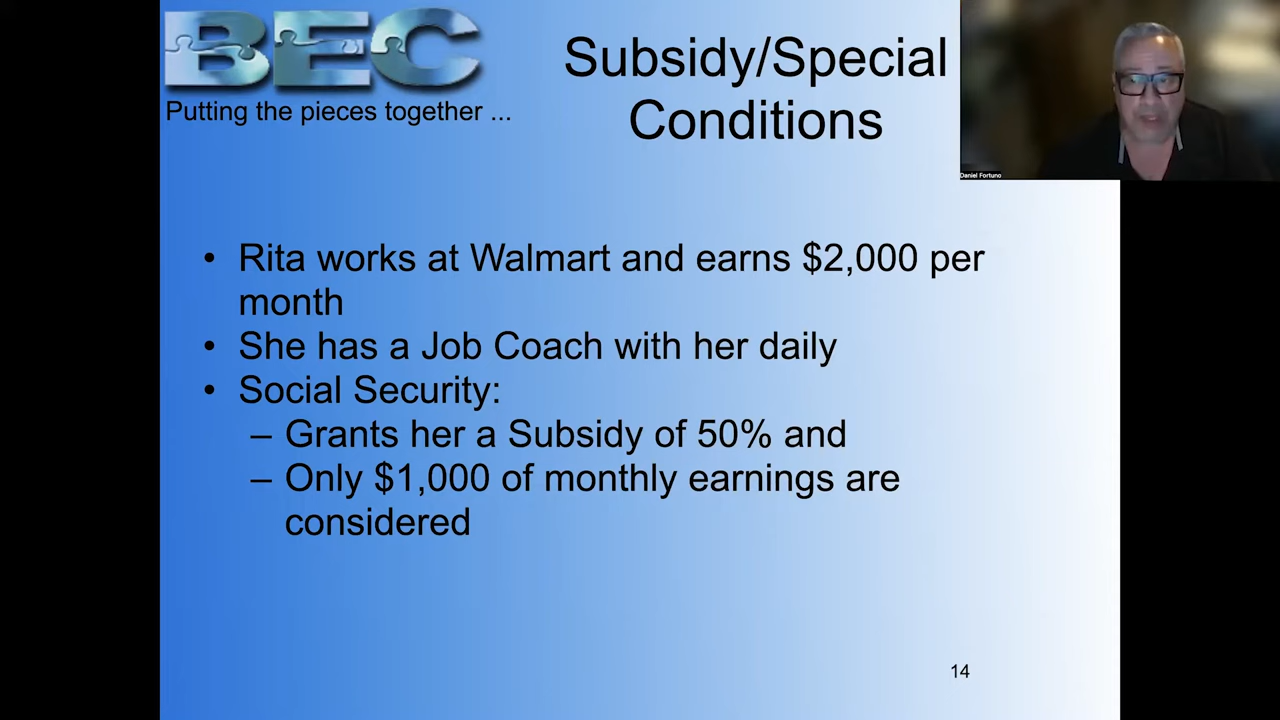 BEC
Putting the pieces together ...
Subsidy/Special
Conditions
Daniel Fortuno
• Rita works at Walmart and earns $2,000 per
month
• She has a Job Coach with her daily
• Social Security:
– Grants her a Subsidy of 50% and
– Only $1,000 of monthly earnings are
considered
14